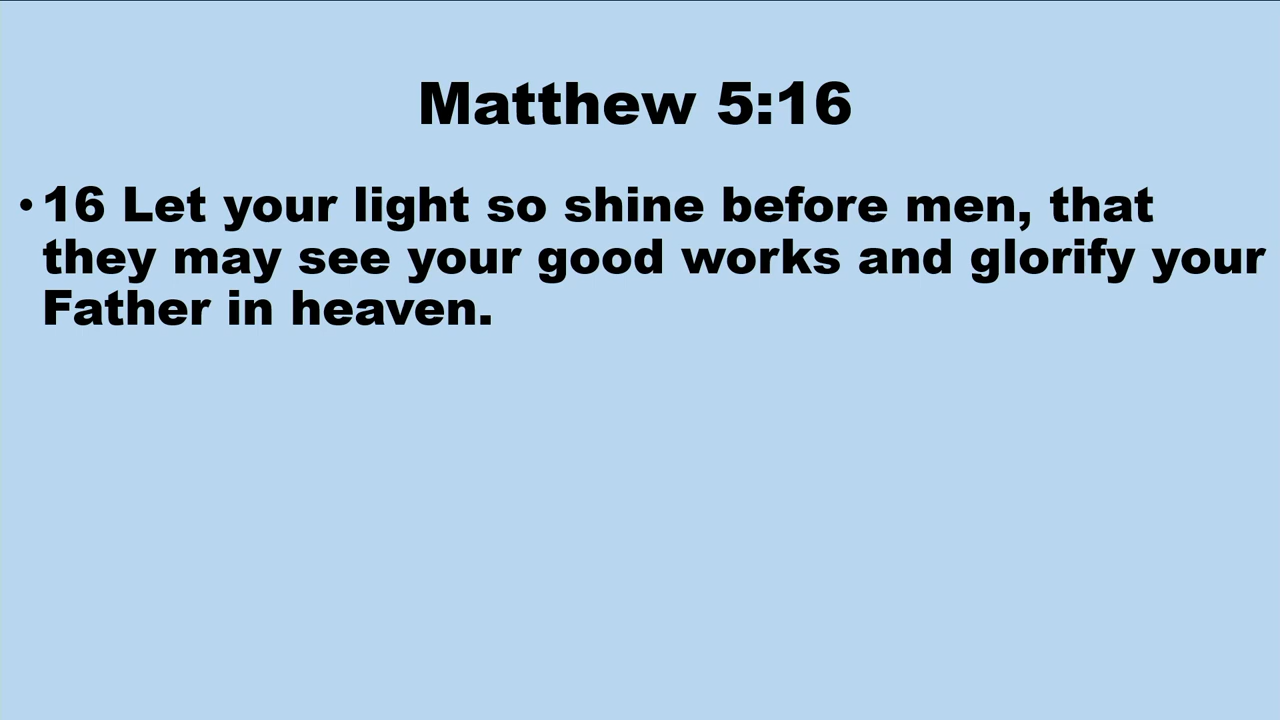 Matthew 5:16
• 16 Let your light so shine before men, that
they may see your good works and glorify your
Father in heaven.